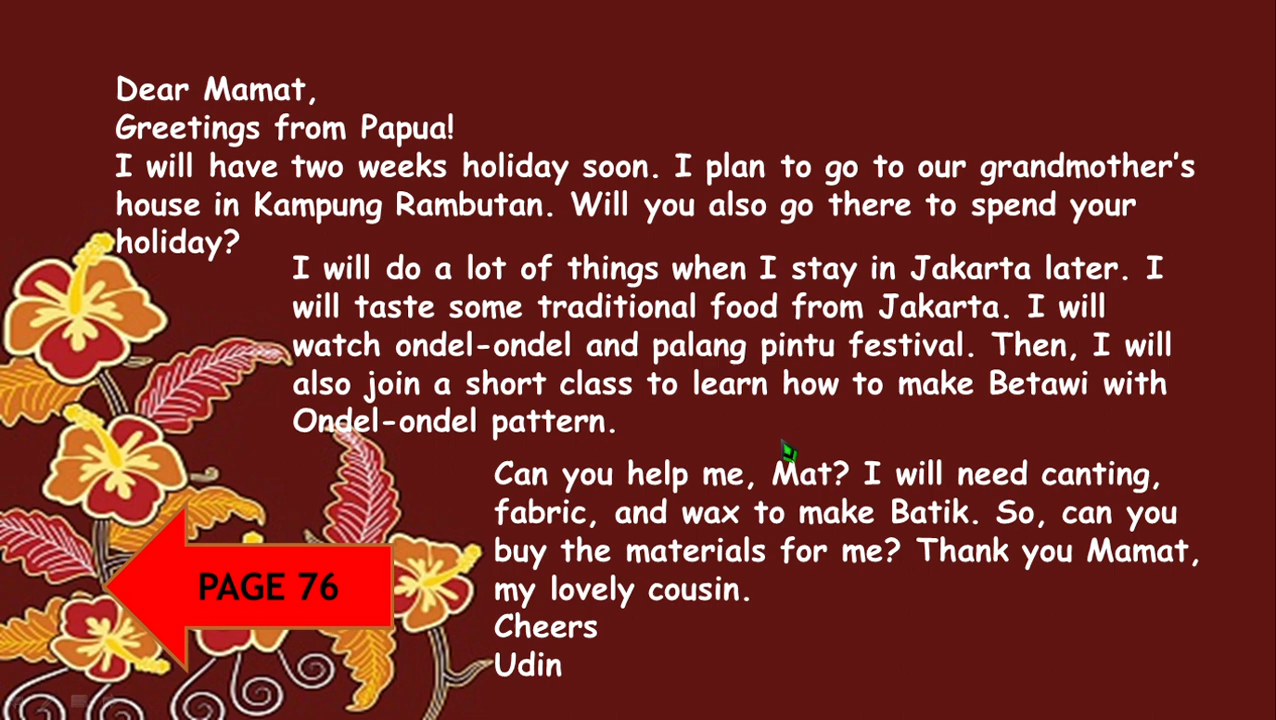 Dear Mamat,
Greetings from Papua!
I will have two weeks holiday soon. I plan to go to our grandmother's
house in Kampung Rambutan. Will you also go there to spend your
holiday?
I will do a lot of things when I stay in Jakarta later. I
will taste some traditional food from Jakarta. I will
watch ondel-ondel and palang pintu festival. Then, I will
also join a short class to learn how to make Betawi with
Ondel-ondel pattern.
Can you help me, Mat? I will need canting,
fabric, and wax to make Batik. So, can you
buy the materials for me? Thank you Mamat,
my lovely cousin.
Cheers
Udin
PAGE 76